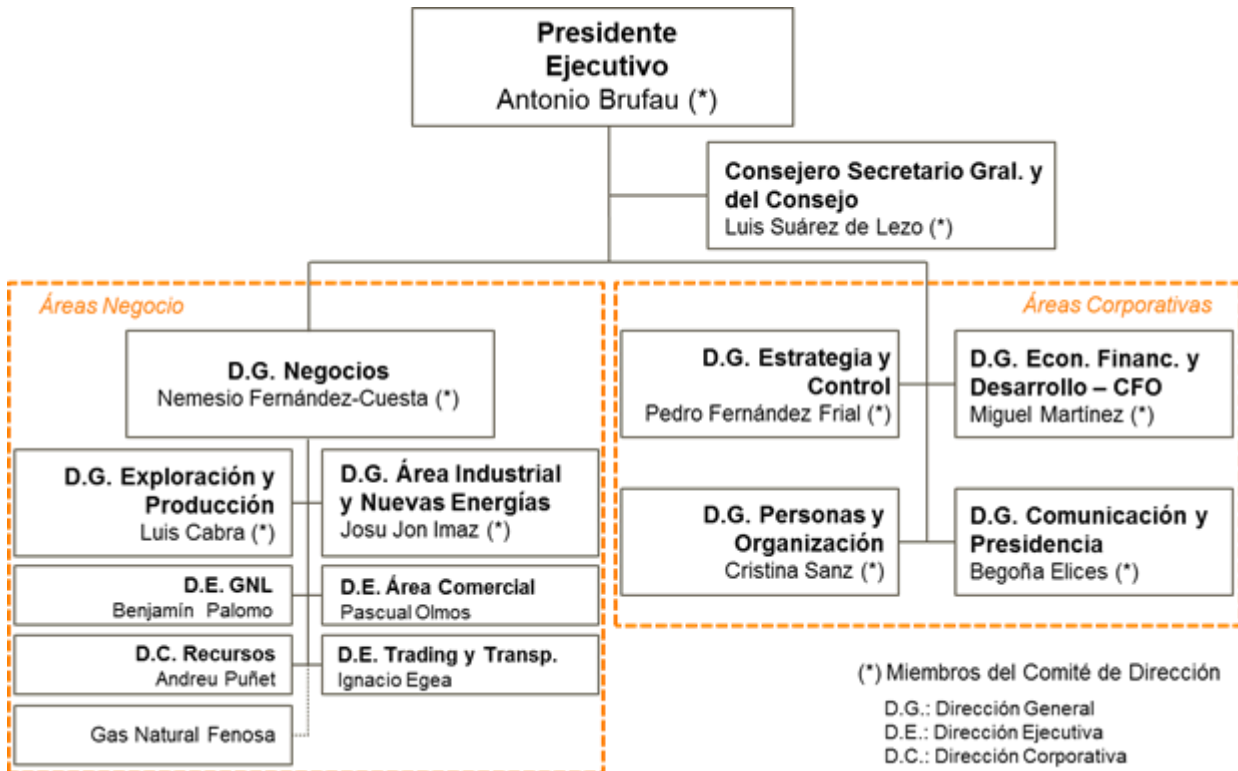 Presidente
Ejecutivo
Antonio Brufau (*)
Consejero Secretario Gral. y
del Consejo
Luis Suárez de Lezo (*)
Áreas Negocio
D.G. Negocios
Nemesio Fernández-Cuesta (*)
D.G. Exploración y
Producción
Luis Cabra (*)
D.G. Área Industrial
y Nuevas Energías
Josu Jon Imaz (*)
D.E. GNL
Benjamín Palomo
D.E. Área Comercial
Pascual Olmos
D.C. Recursos
Andreu Puñet
D.E. Trading y Transp.
Ignacio Egea
Gas Natural Fenosa
Áreas Corporativas
D.G. Estrategia y
Control
Pedro Fernández Frial (*)
D.G. Econ. Financ. y
Desarrollo – CFO
Miguel Martínez (*)
D.G. Personas y
Organización
Cristina Sanz (*)
D.G. Comunicación y
Presidencia
Begoña Elices (*)
(*) Miembros del Comité de Dirección
D.G.: Dirección General
D.E.: Dirección Ejecutiva
D.C.: Dirección Corporativa